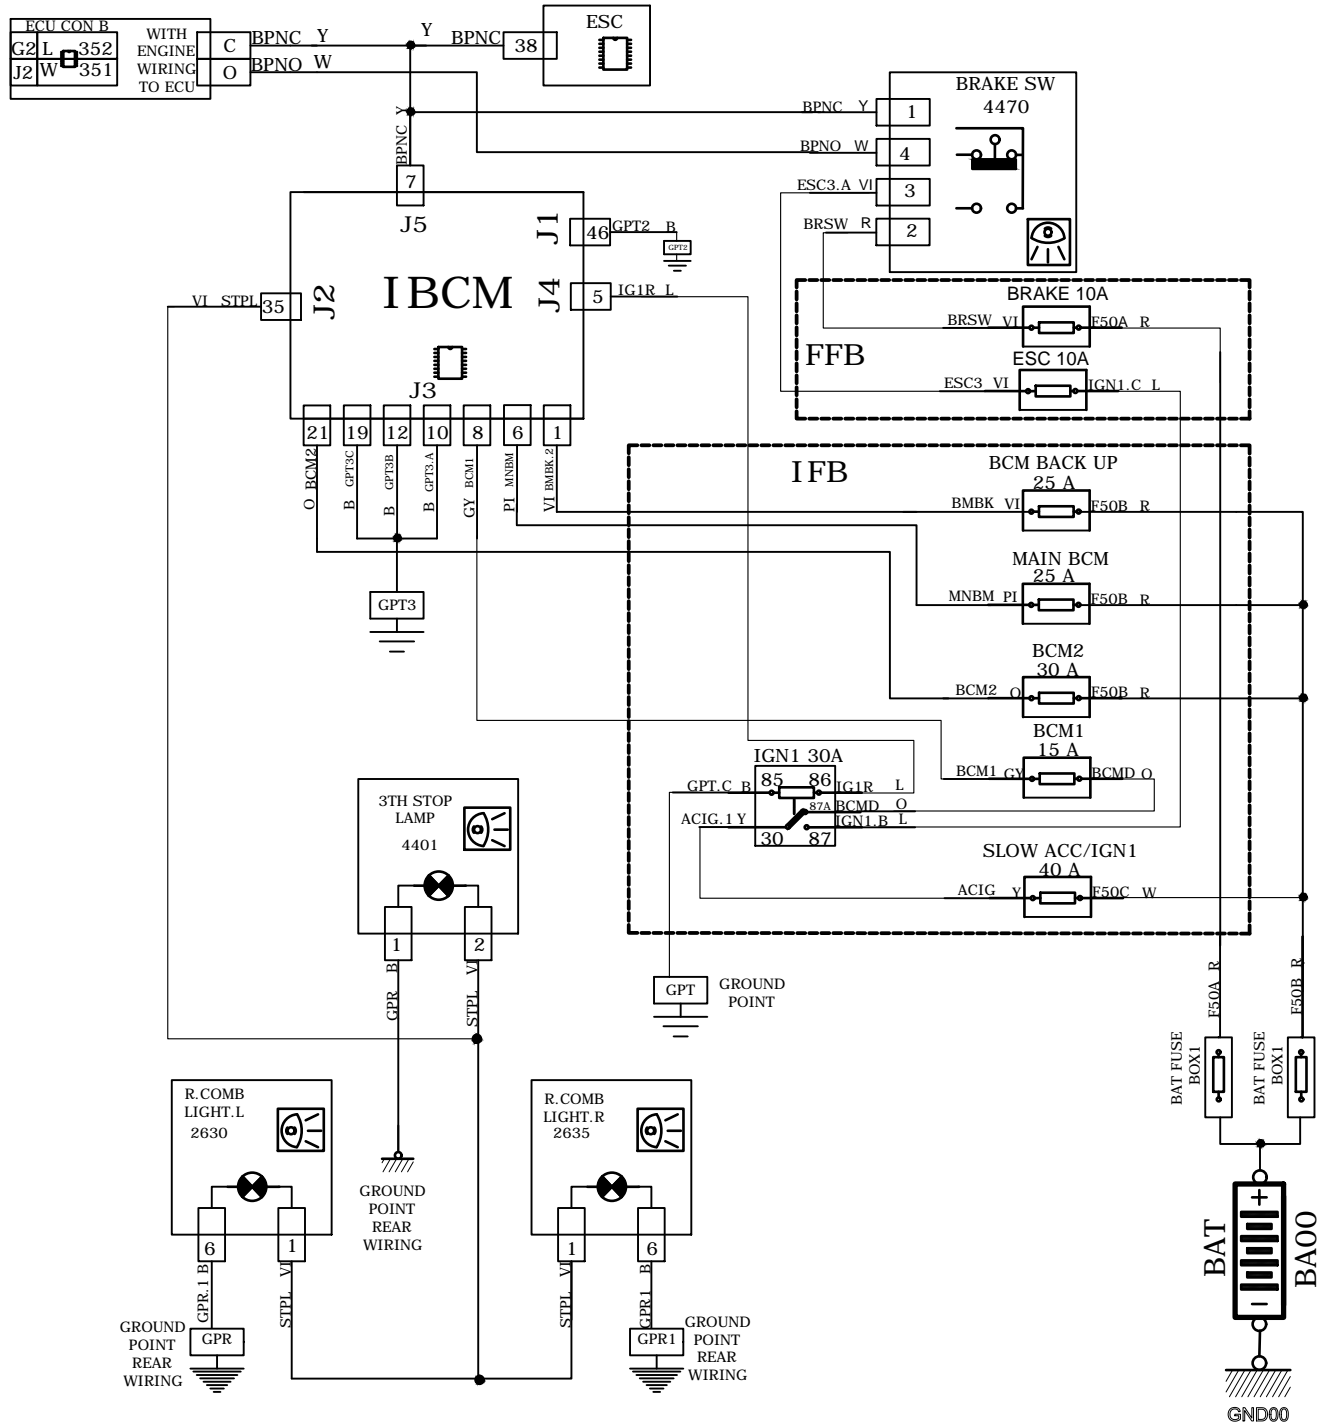 ECU CON B
G2 L 352
J2 W 351
WITH
ENGINE
WIRING
TO ECU
C
O
BPNC Y
BPNO W
Y
BPNC
38
ESC
BPNC Y
7
J5
IBCM
J1
46
GPT2 B
GPT2
J4
5
IG1R L
VI STPL
35
J2
J3
21
19
12
10
8
6
1
O BCM2
B GPT3C
B GPT3B
B GPT3.A
GY BCM1
PI MNBM
VI BMBK.2
GPT3
BRAKE SW
4470
BPNC Y
1
BPNO W
4
ESC3.A VI
3
BRSW R
2
BRAKE 10A
BRSW VI
F50A R
FFB
ESC 10A
ESC3 VI
IGN1.C L
IFB
BCM BACK UP
25 A
BMBK VI
F50B R
MAIN BCM
25 A
MNBM PI
F50B R
BCM2
30 A
BCM2 O
F50B R
BCM1
15 A
BCM1 GY
BCMD O
IGN1 30A
85 86
GPT.C B
IG1R L
87A
BCMD O
ACIG.1 Y
IGN1.B L
30 87
SLOW ACC/IGN1
40 A
ACIG Y
F50C W
GPT
GROUND
POINT
3TH STOP
LAMP
4401
1
2
GPR B
STPL VI
GROUND
POINT
REAR
WIRING
R.COMB
LIGHT.L
2630
6
1
GPR.1 B
STPL VI
GROUND
POINT
REAR
WIRING
GPR
R.COMB
LIGHT.R
2635
1
6
STPL VI
GPR1 B
GPR1
GROUND
POINT
REAR
WIRING
F50A R
F50B R
BAT FUSE
BOX1
BAT FUSE
BOX1
+
−
BAT
BA00
GND00